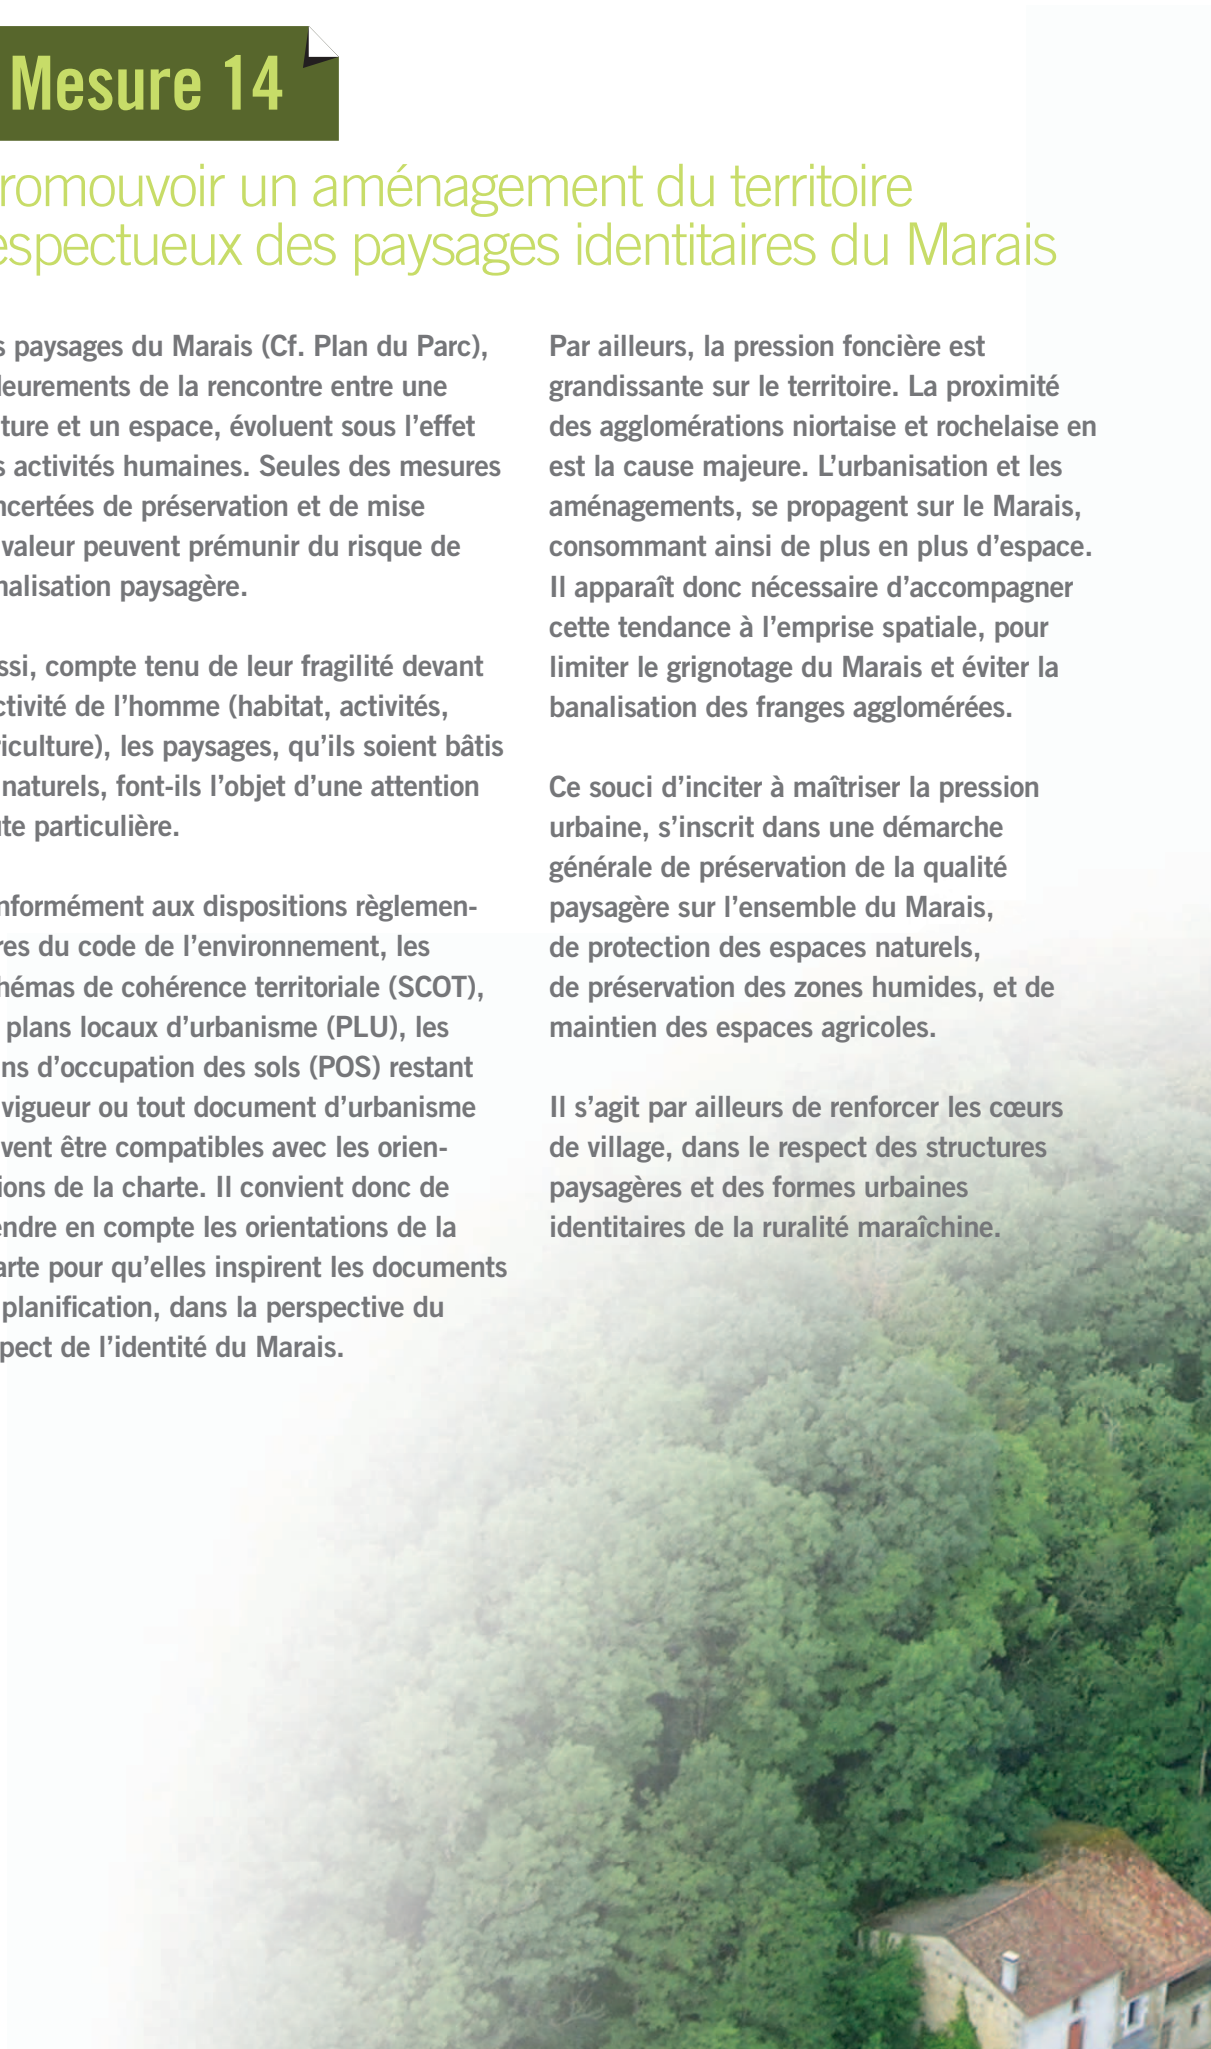 Mesure 14
romouvoir un aménagement du territoire
espectueux des paysages identitaires du Marais
s paysages du Marais (Cf. Plan du Parc),
leurements de la rencontre entre une
ture et un espace, évoluent sous l’effet
s activités humaines. Seules des mesures
ncertées de préservation et de mise
valeur peuvent prémunir du risque de
nalisation paysagère.
ssi, compte tenu de leur fragilité devant
ctivité de l’homme (habitat, activités,
riculture), les paysages, qu’ils soient bâtis
naturels, font-ils l’objet d’une attention
ute particulière.
nformément aux dispositions règlemen-
res du code de l’environnement, les
hémas de cohérence territoriale (SCOT),
plans locaux d’urbanisme (PLU), les
ns d’occupation des sols (POS) restant
vigueur ou tout document d’urbanisme
vent être compatibles avec les orien-
ions de la charte. Il convient donc de
endre en compte les orientations de la
arte pour qu’elles inspirent les documents
planification, dans la perspective du
pect de l’identité du Marais.
Par ailleurs, la pression foncière est
grandissante sur le territoire. La proximité
des agglomérations niortaise et rochelaise en
est la cause majeure. L’urbanisation et les
aménagements, se propagent sur le Marais,
consommant ainsi de plus en plus d’espace.
Il apparaît donc nécessaire d’accompagner
cette tendance à l’emprise spatiale, pour
limiter le grignotage du Marais et éviter la
banalisation des franges agglomérées.
Ce souci d’inciter à maîtriser la pression
urbaine, s’inscrit dans une démarche
générale de préservation de la qualité
paysagère sur l’ensemble du Marais,
de protection des espaces naturels,
de préservation des zones humides, et de
maintien des espaces agricoles.
Il s’agit par ailleurs de renforcer les cœurs
de village, dans le respect des structures
paysagères et des formes urbaines
identitaires de la ruralité maraîchine.